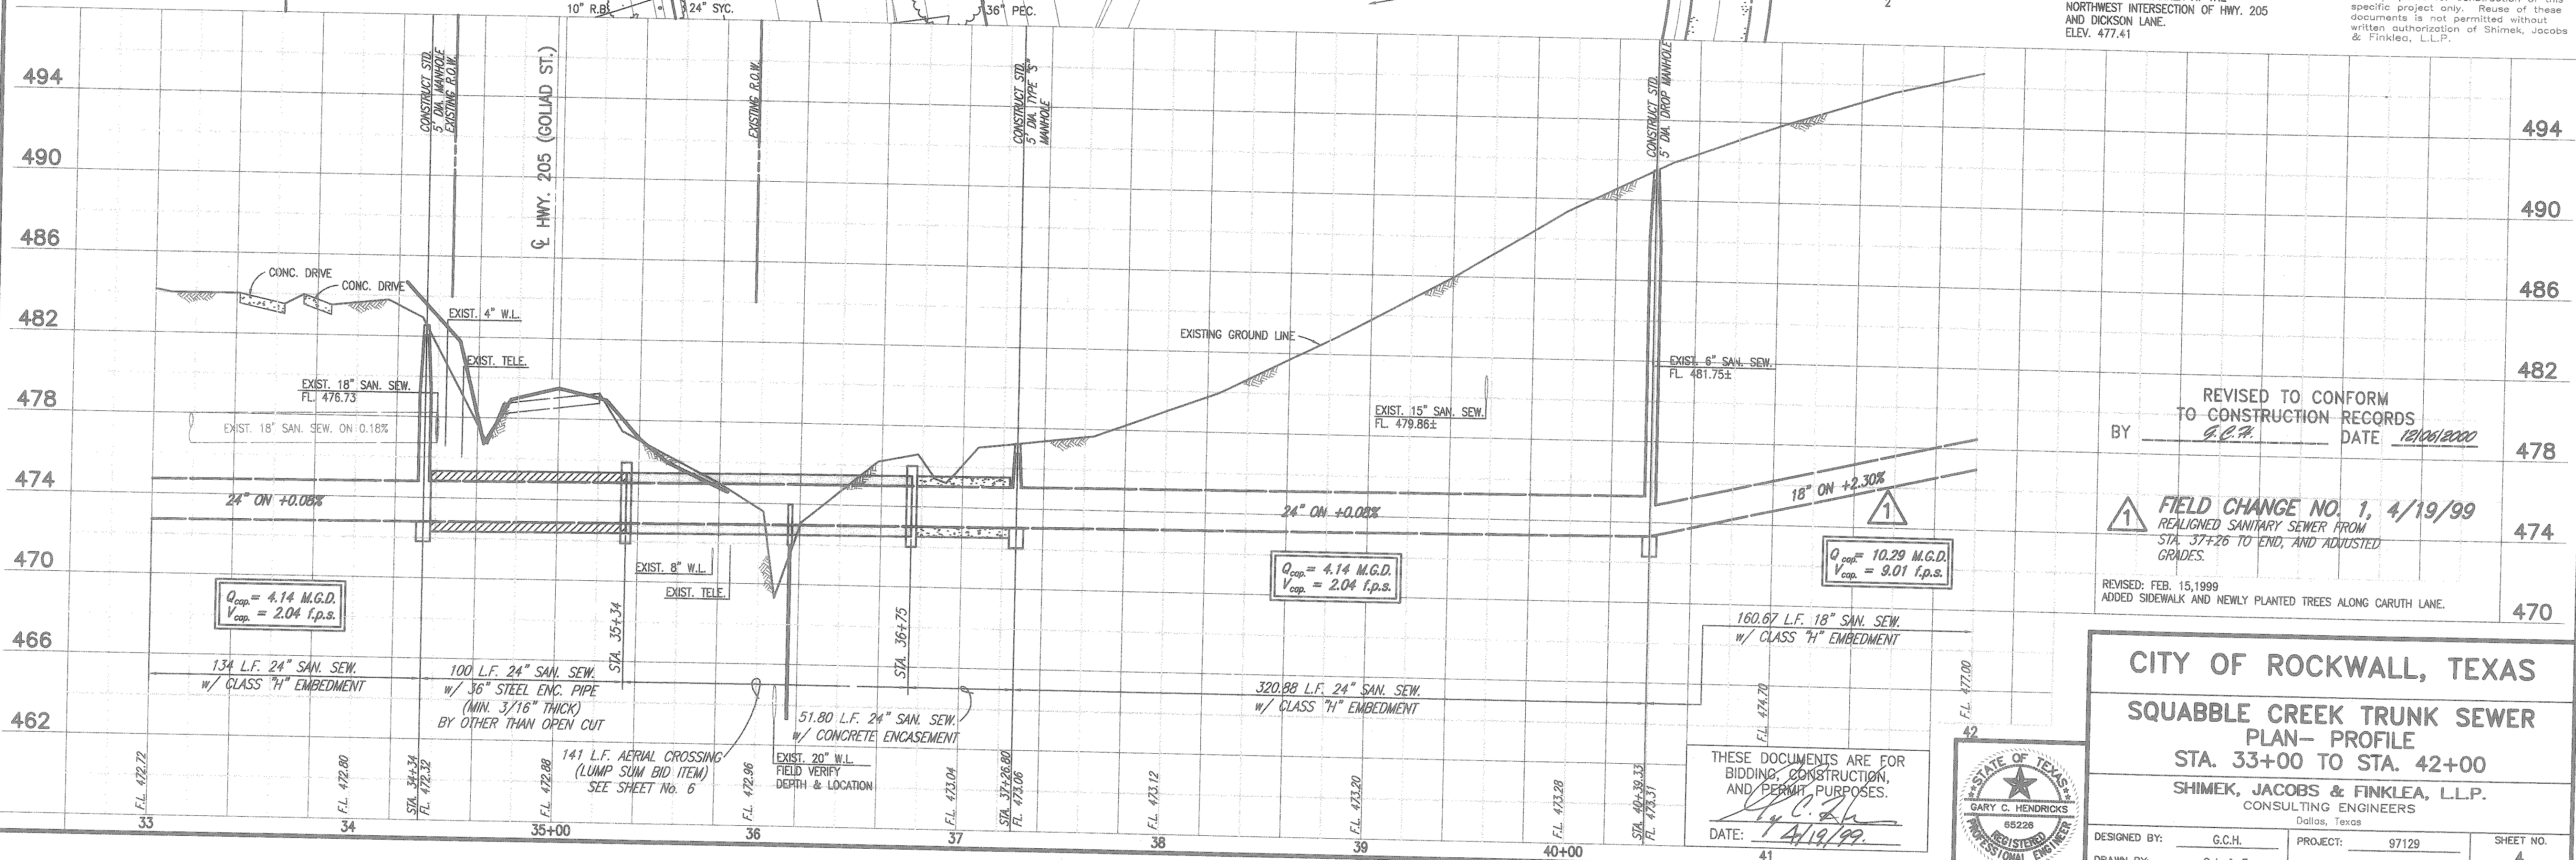 10" R.B.
24" SYC.
36" PEC.
2
NORTHWEST INTERSECTION OF HWY. 205
AND DICKSON LANE.
ELEV. 477.41
specific project only. Reuse of these
documents is not permitted without
written authorization of Shimek, Jacobs
& Finklea, L.L.P.
494
490
486
482
478
474
470
466
462
CONSTRUCT STD.
5' DIA. MANHOLE
EXISTING R.O.W.
℄ HWY. 205 (GOLIAD ST.)
EXISTING R.O.W.
CONSTRUCT STD.
5' DIA. TYPE "S"
MANHOLE
CONSTRUCT STD.
5' DIA. DROP MANHOLE
494
490
486
482
478
474
470
CONC. DRIVE
CONC. DRIVE
EXIST. 4" W.L.
EXIST. TELE.
EXIST. 18" SAN. SEW.
FL. 476.73
EXIST. 18" SAN. SEW. ON 0.18%
24" ON +0.08%
EXISTING GROUND LINE
EXIST. 15" SAN. SEW.
FL. 479.86±
EXIST. 6" SAN. SEW.
FL. 481.75±
24" ON +0.08%
18" ON +2.30%
1
EXIST. 8" W.L.
EXIST. TELE.
Qcap. = 4.14 M.G.D.
Vcap. = 2.04 f.p.s.
Qcap. = 4.14 M.G.D.
Vcap. = 2.04 f.p.s.
Qcap. = 10.29 M.G.D.
Vcap. = 9.01 f.p.s.
REVISED TO CONFORM
TO CONSTRUCTION RECORDS
BY G.C.H. DATE 12/06/2000
1
FIELD CHANGE NO. 1, 4/19/99
REALIGNED SANITARY SEWER FROM
STA. 37+26 TO END, AND ADJUSTED
GRADES.
REVISED: FEB. 15,1999
ADDED SIDEWALK AND NEWLY PLANTED TREES ALONG CARUTH LANE.
STA. 35+34
STA. 36+75
134 L.F. 24" SAN. SEW.
w/ CLASS "H" EMBEDMENT
100 L.F. 24" SAN. SEW.
w/ 36" STEEL ENC. PIPE
(MIN. 3/16" THICK)
BY OTHER THAN OPEN CUT
141 L.F. AERIAL CROSSING
(LUMP SUM BID ITEM)
SEE SHEET No. 6
51.80 L.F. 24" SAN. SEW.
w/ CONCRETE ENCASEMENT
EXIST. 20" W.L.
FIELD VERIFY
DEPTH & LOCATION
320.88 L.F. 24" SAN. SEW.
w/ CLASS "H" EMBEDMENT
160.67 L.F. 18" SAN. SEW.
w/ CLASS "H" EMBEDMENT
F.L. 472.72
F.L. 472.80
STA. 34+34
FL. 472.32
F.L. 472.88
F.L. 472.96
F.L. 473.04
STA. 37+26.80
FL. 473.06
F.L. 473.12
F.L. 473.20
F.L. 473.28
STA. 40+39.33
FL. 473.31
F.L. 474.70
F.L. 477.00
33
34
35+00
36
37
38
39
40+00
41
42
THESE DOCUMENTS ARE FOR
BIDDING, CONSTRUCTION,
AND PERMIT PURPOSES.
DATE: 4/19/99.
STATE OF TEXAS
GARY C. HENDRICKS
65226
REGISTERED
PROFESSIONAL ENGINEER
CITY OF ROCKWALL, TEXAS
SQUABBLE CREEK TRUNK SEWER
PLAN- PROFILE
STA. 33+00 TO STA. 42+00
SHIMEK, JACOBS & FINKLEA, L.L.P.
CONSULTING ENGINEERS
Dallas, Texas
DESIGNED BY: G.C.H. PROJECT: 97129 SHEET NO.
4